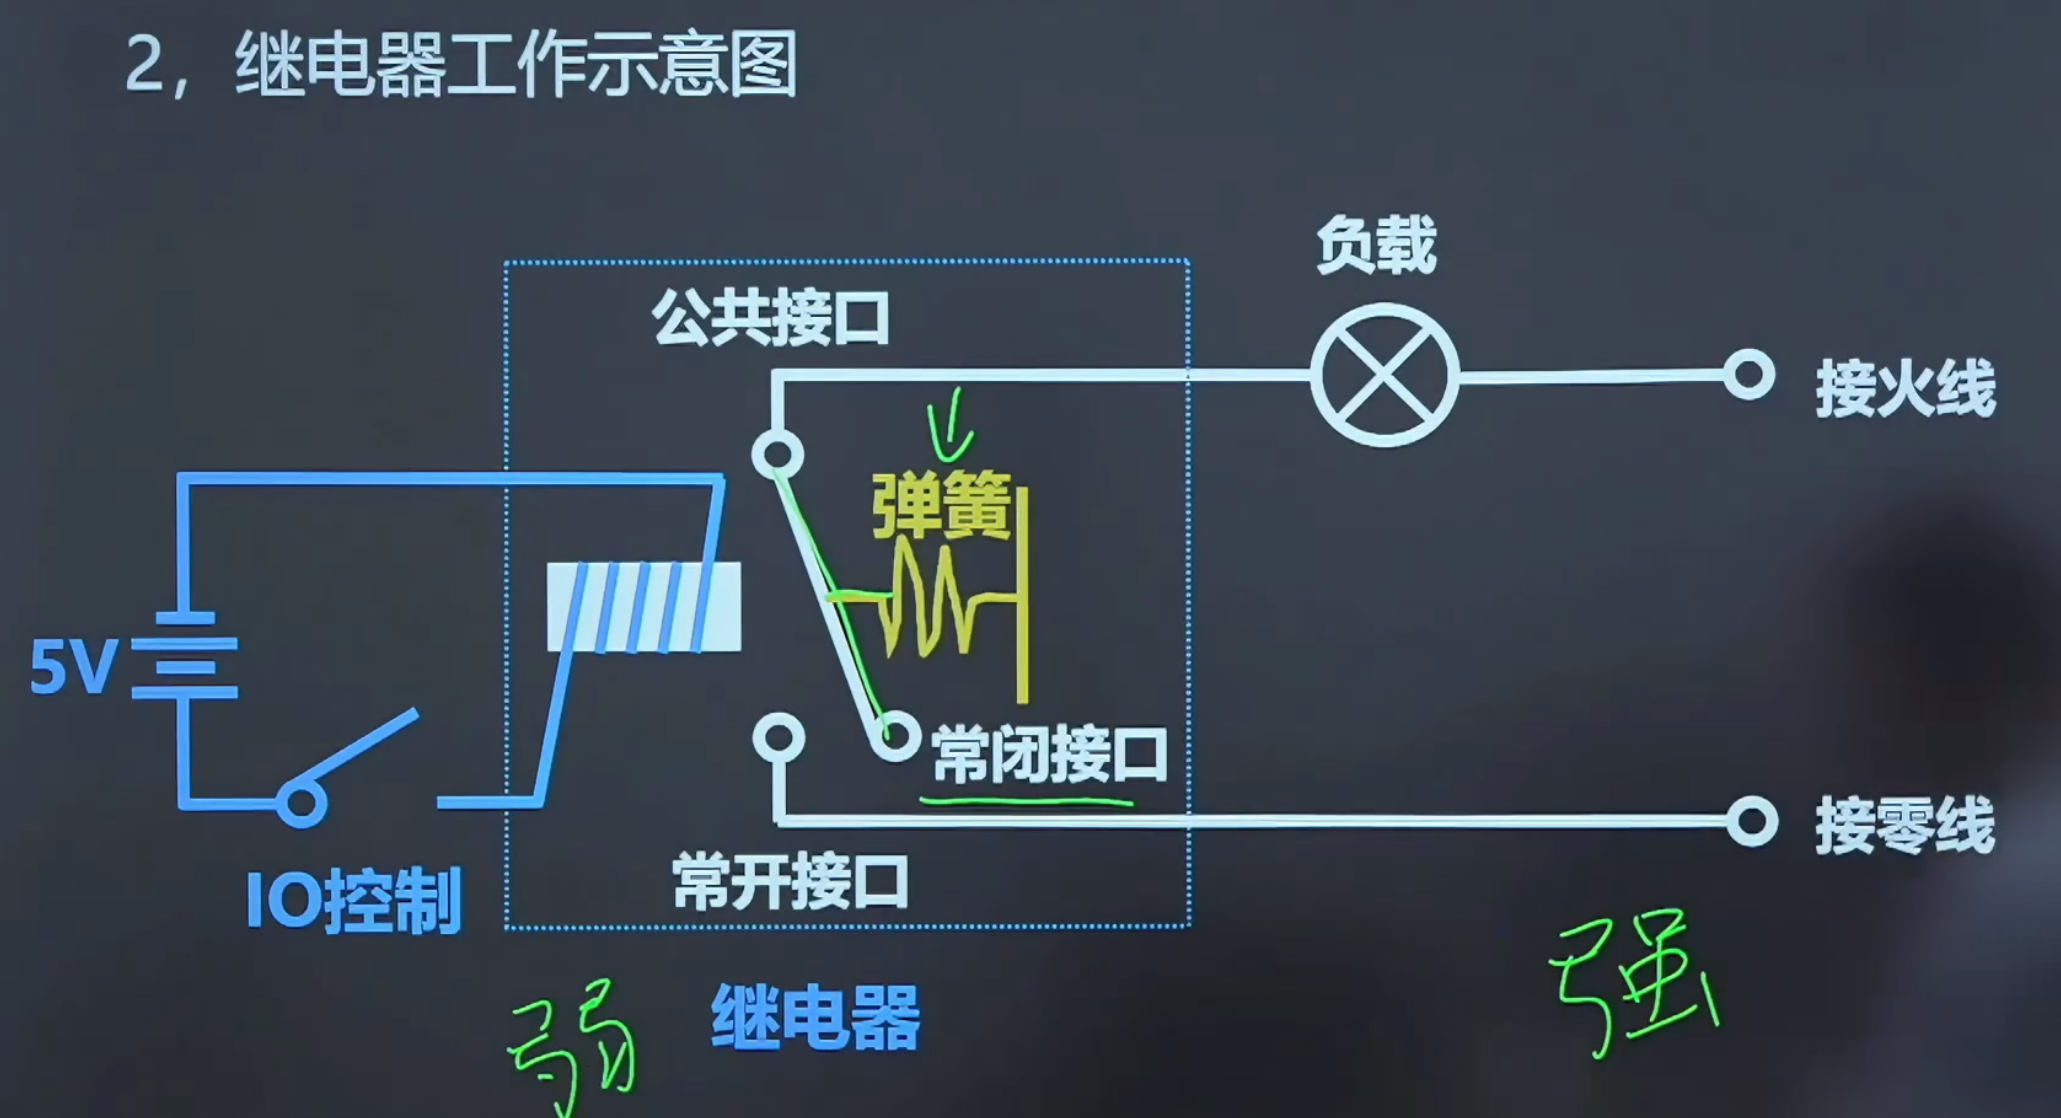 2，继电器工作示意图
负载
公共接口
接火线
弹簧
5V
常闭接口
接零线
常开接口
IO控制
强
继电器
弱